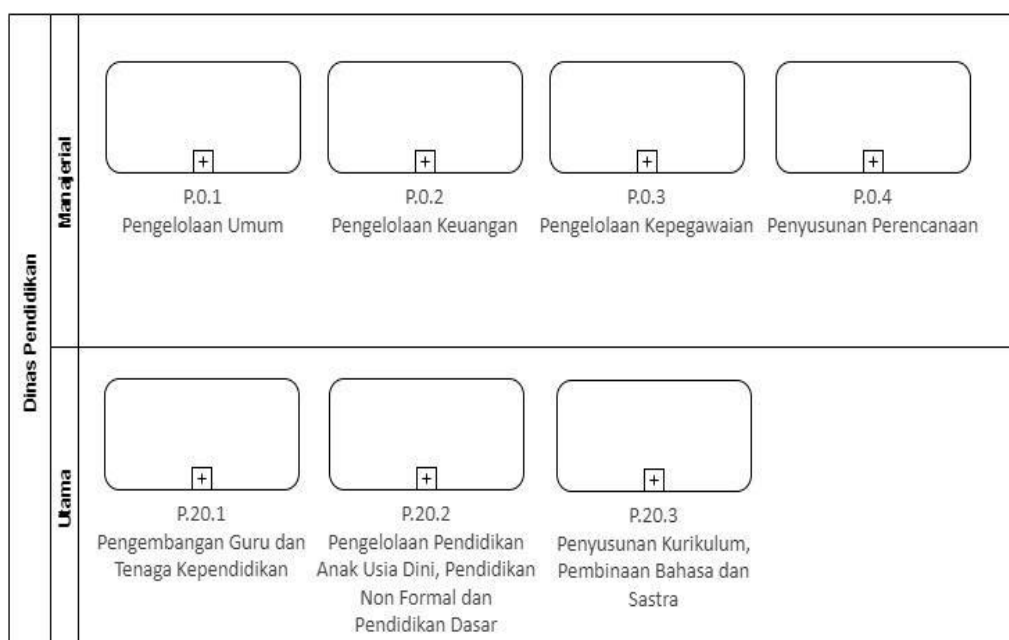 Dinas Pendidikan
Manajerial
+
P.0.1
Pengelolaan Umum
+
P.0.2
Pengelolaan Keuangan
+
P.0.3
Pengelolaan Kepegawaian
+
P.0.4
Penyusunan Perencanaan
Utama
+
P.20.1
Pengembangan Guru dan
Tenaga Kependidikan
+
P.20.2
Pengelolaan Pendidikan
Anak Usia Dini, Pendidikan
Non Formal dan
Pendidikan Dasar
+
P.20.3
Penyusunan Kurikulum,
Pembinaan Bahasa dan
Sastra